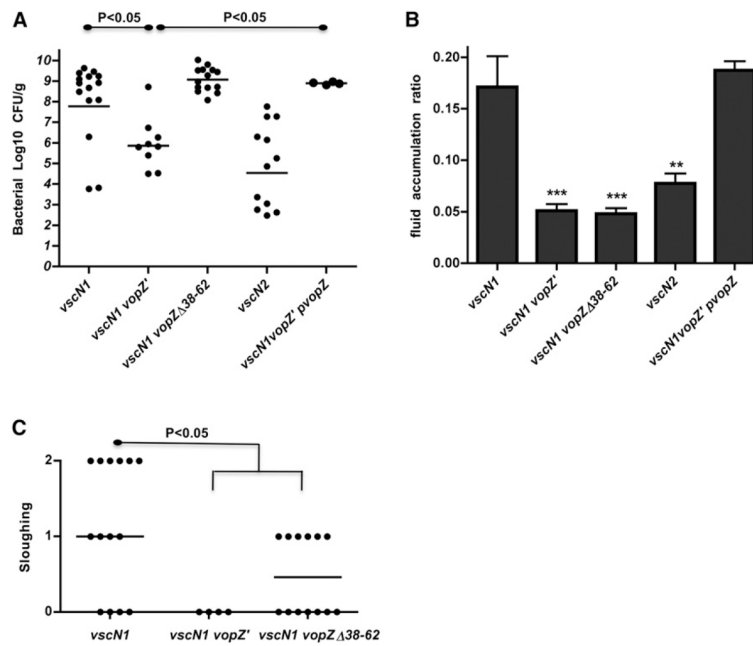 A
P<0.05
P<0.05
Bacterial Log10 CFU/g
10
9
8
7
6
5
4
3
2
1
0
vscN1
vscN1 vopZ'
vscN1 vopZΔ38-62
vscN2
vscN1vopZ' pvopZ
B
fluid accumulation ratio
0.20
0.15
0.10
0.05
0.00
***
***
**
vscN1
vscN1 vopZ'
vscN1 vopZΔ38-62
vscN2
vscN1vopZ' pvopZ
C
P<0.05
Sloughing
2
1
0
vscN1
vscN1 vopZ'
vscN1 vopZΔ38-62